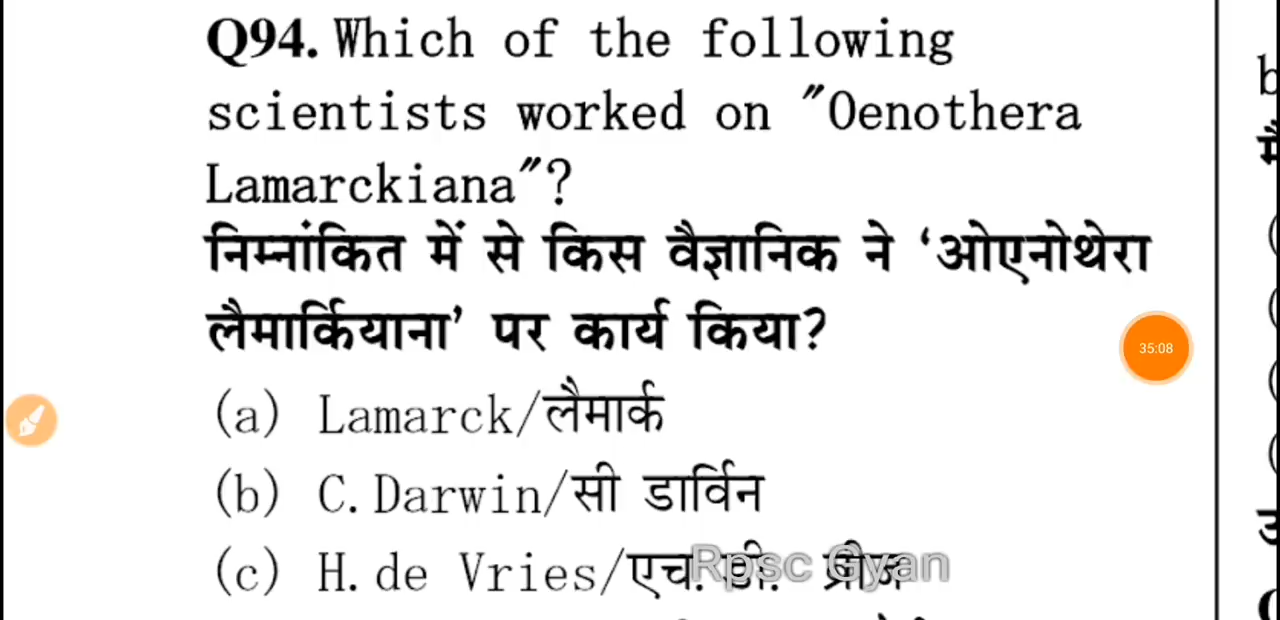 Q94. Which of the following
scientists worked on "Oenothera
Lamarckiana"?
निम्नांकित में से किस वैज्ञानिक ने ‘ओएनोथेरा
लैमार्कियाना’ पर कार्य किया?
35:08
(a) Lamarck/लैमार्क
(b) C.Darwin/सी डार्विन
(c) H.de Vries/एच. डी. व्रीज
Rpsc Gyan